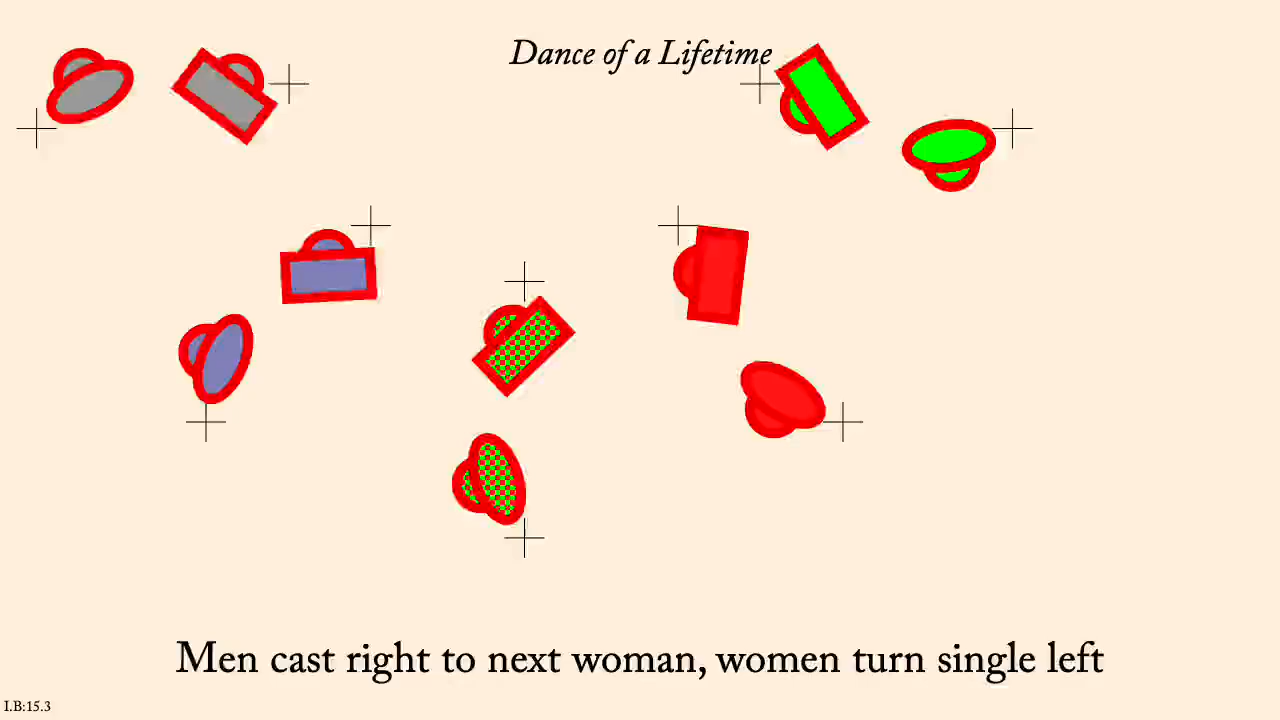 Dance of a Lifetime
Men cast right to next woman, women turn single left
I.B:15.3